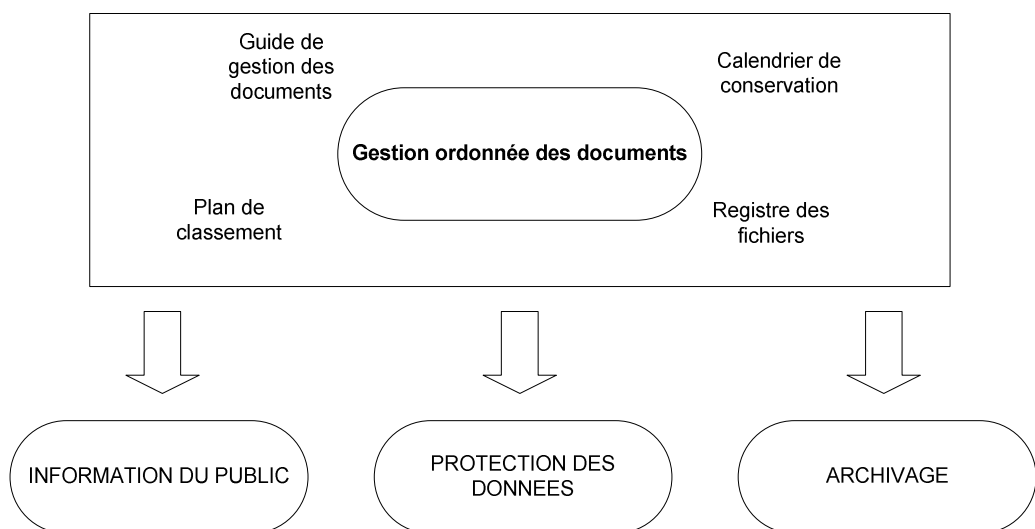 Guide de
gestion des
documents
Calendrier de
conservation
Gestion ordonnée des documents
Plan de
classement
Registre des
fichiers
INFORMATION DU PUBLIC
PROTECTION DES
DONNEES
ARCHIVAGE